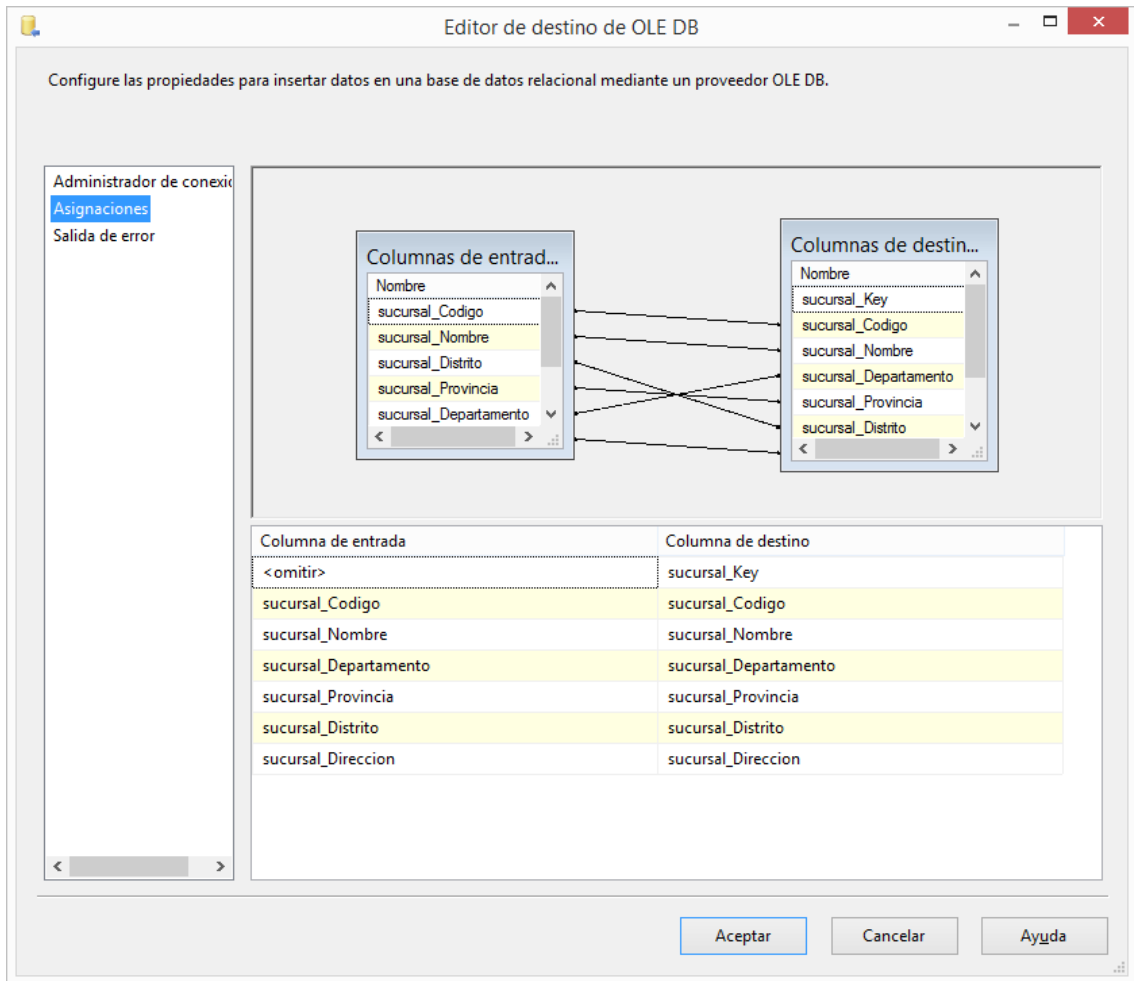 Editor de destino de OLE DB
Configure las propiedades para insertar datos en una base de datos relacional mediante un proveedor OLE DB.
Administrador de conexi
Asignaciones
Salida de error
Columnas de entrad...
Nombre
sucursal_Codigo
sucursal_Nombre
sucursal_Distrito
sucursal_Provincia
sucursal_Departamento
Columnas de destin...
Nombre
sucursal_Key
sucursal_Codigo
sucursal_Nombre
sucursal_Departamento
sucursal_Provincia
sucursal_Distrito
Columna de entrada Columna de destino
<omitir> sucursal_Key
sucursal_Codigo sucursal_Codigo
sucursal_Nombre sucursal_Nombre
sucursal_Departamento sucursal_Departamento
sucursal_Provincia sucursal_Provincia
sucursal_Distrito sucursal_Distrito
sucursal_Direccion sucursal_Direccion
Aceptar Cancelar Ayuda